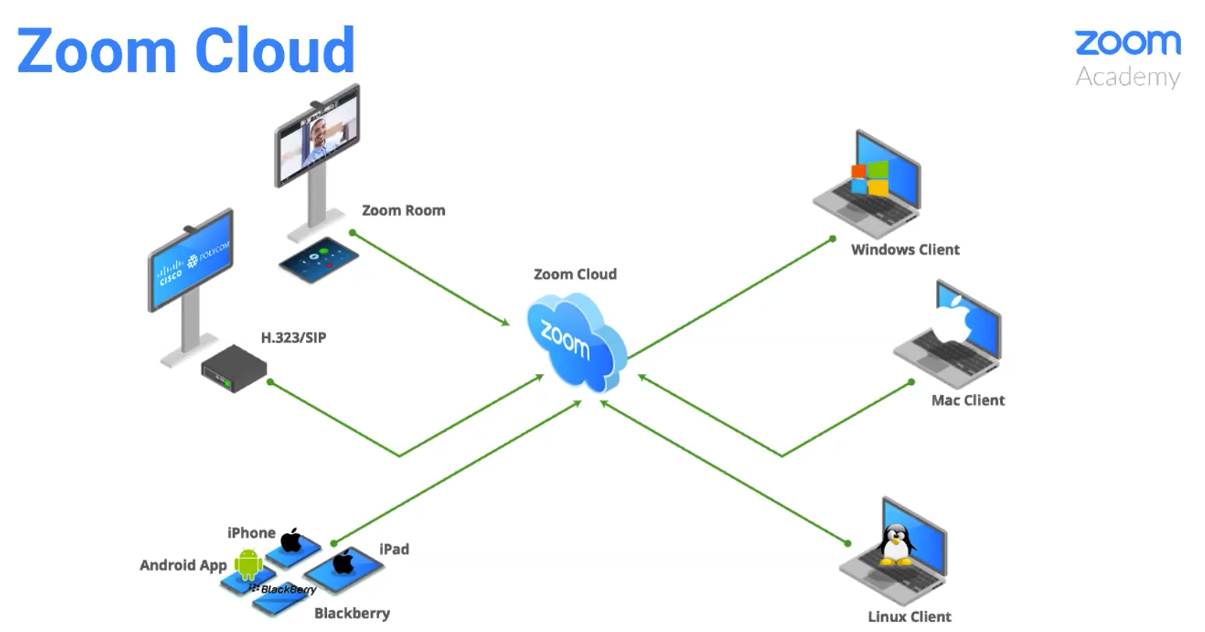 Zoom Cloud
zoom
Academy
Zoom Room
Windows Client
CISCO
POLYCOM
Zoom Cloud
zoom
H.323/SIP
Mac Client
iPhone
iPad
Android App
BlackBerry
Blackberry
Linux Client